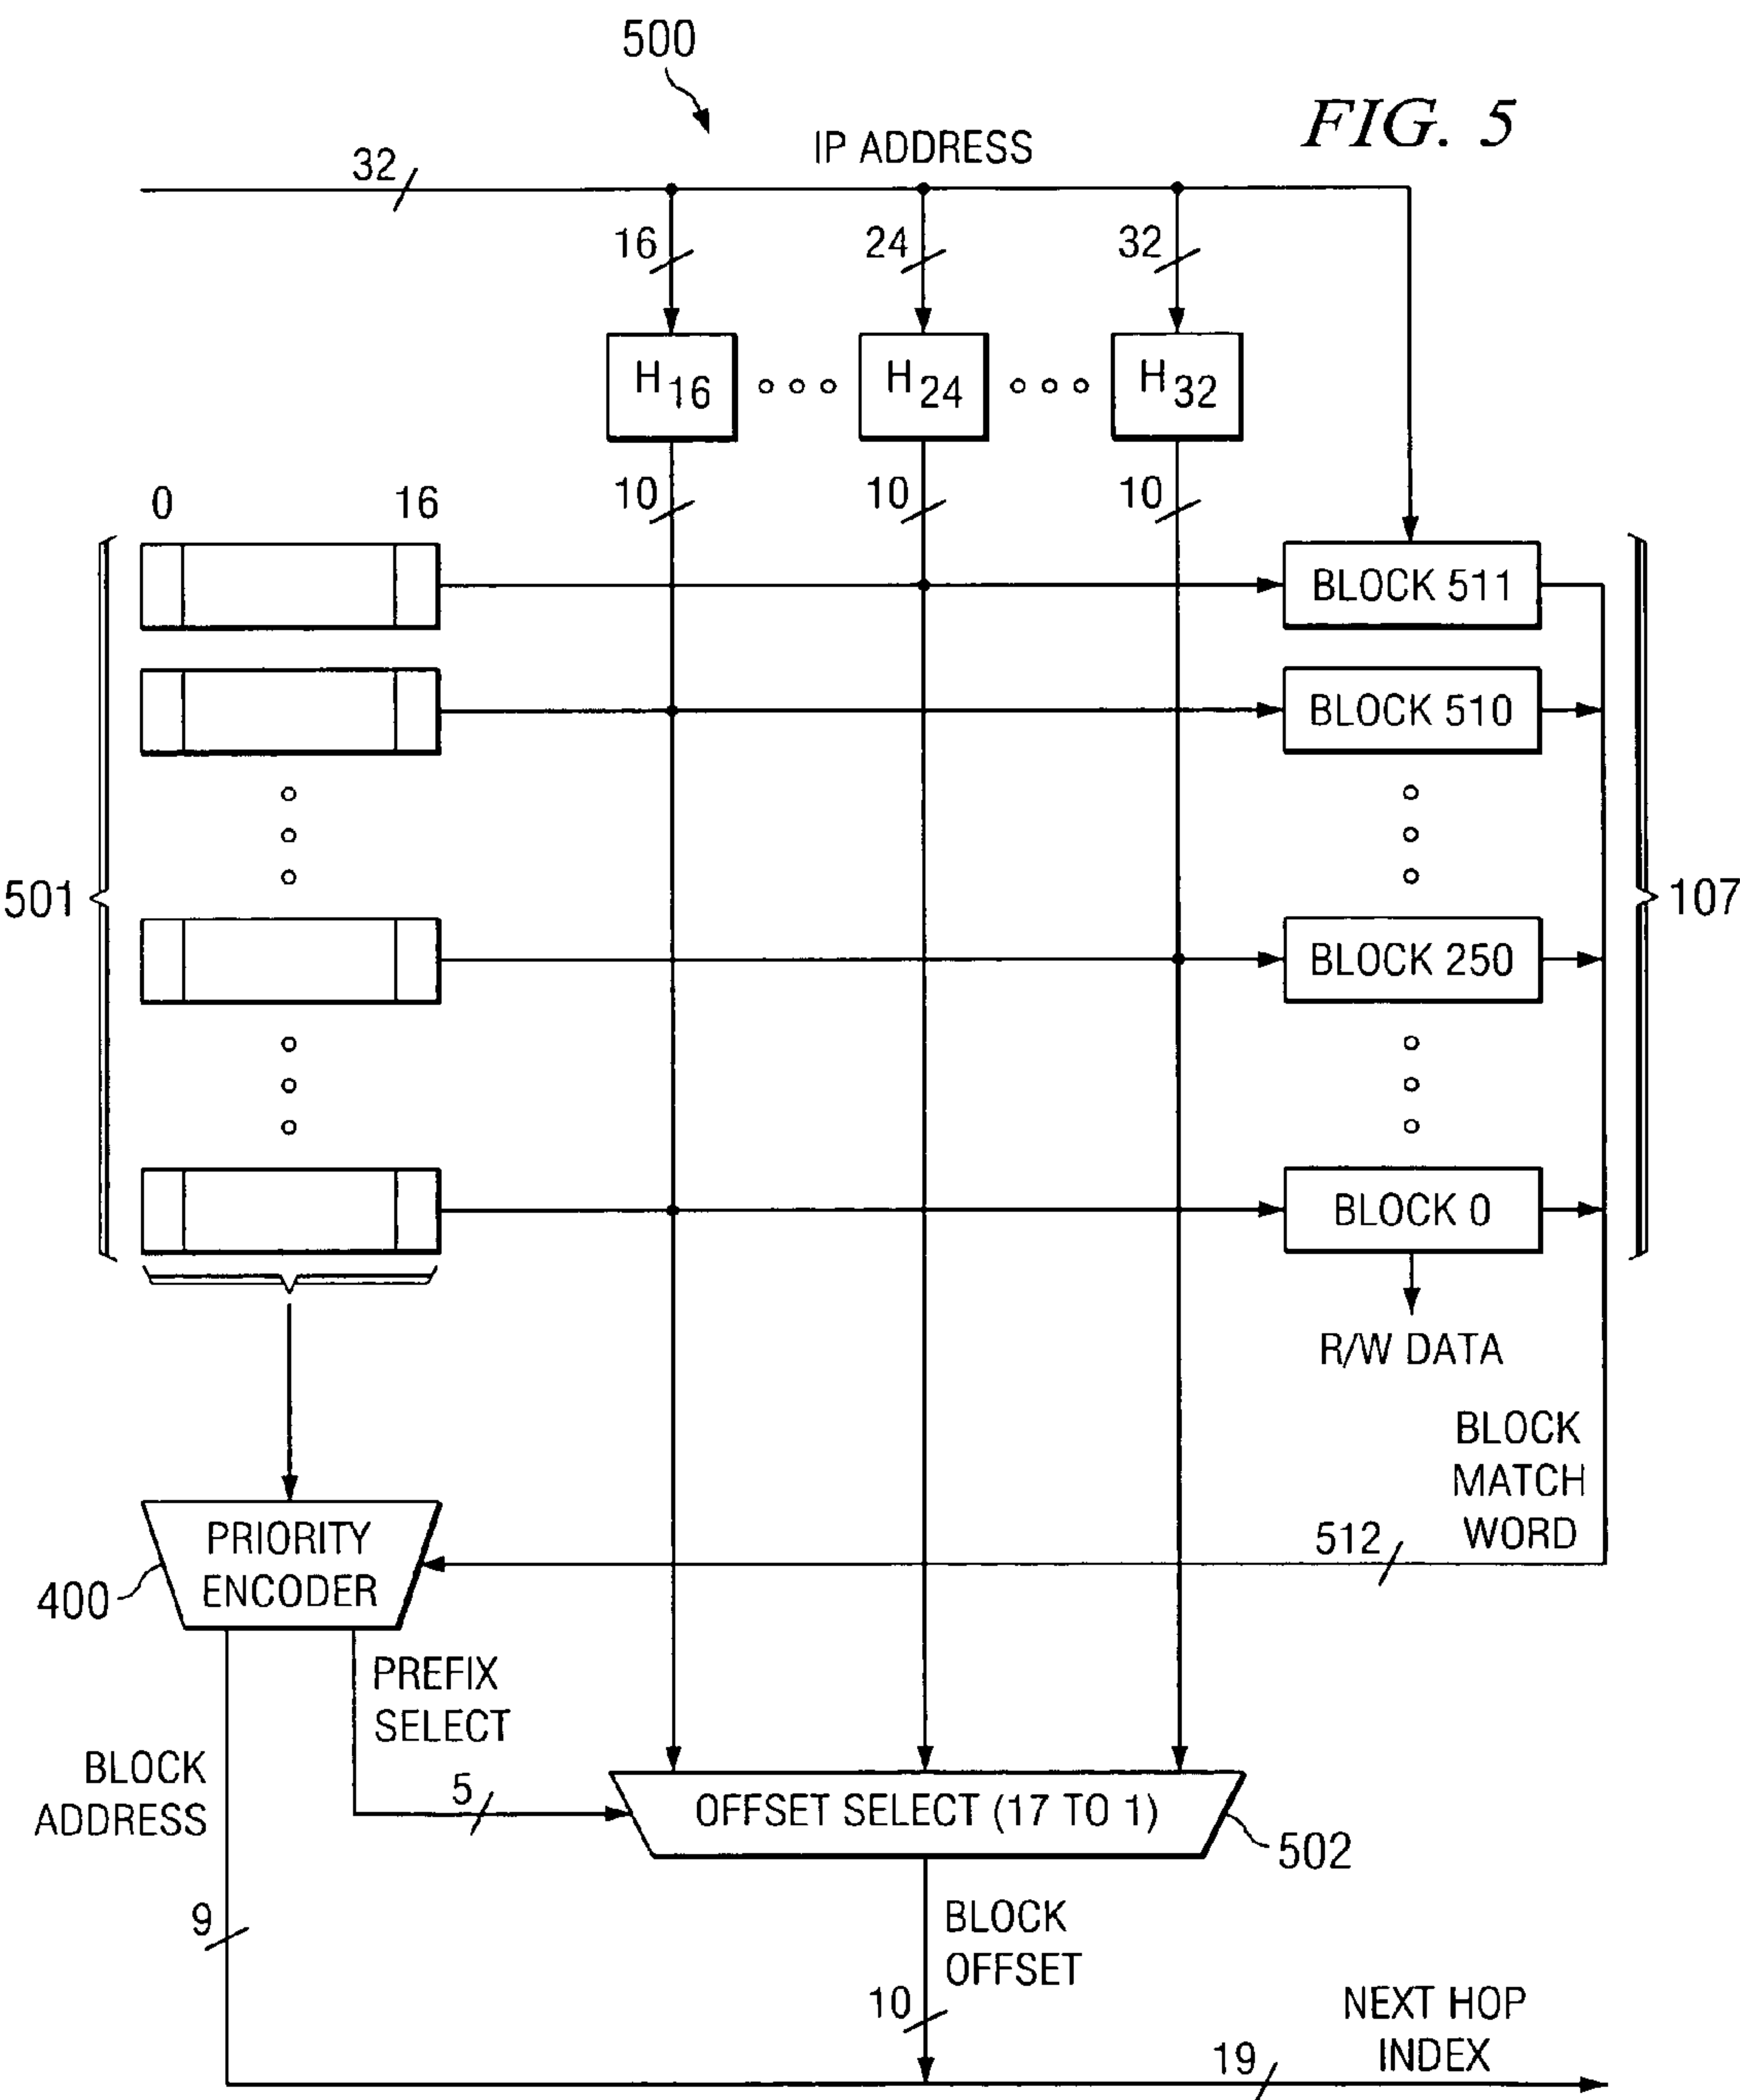 500
FIG. 5
IP ADDRESS
32
16
24
32
H16
H24
H32
0
16
10
10
10
BLOCK 511
BLOCK 510
501
107
BLOCK 250
BLOCK 0
R/W DATA
BLOCK
MATCH
WORD
512
PRIORITY
ENCODER
400
PREFIX
SELECT
BLOCK
ADDRESS
5
OFFSET SELECT (17 TO 1)
502
9
BLOCK
OFFSET
10
NEXT HOP
INDEX
19